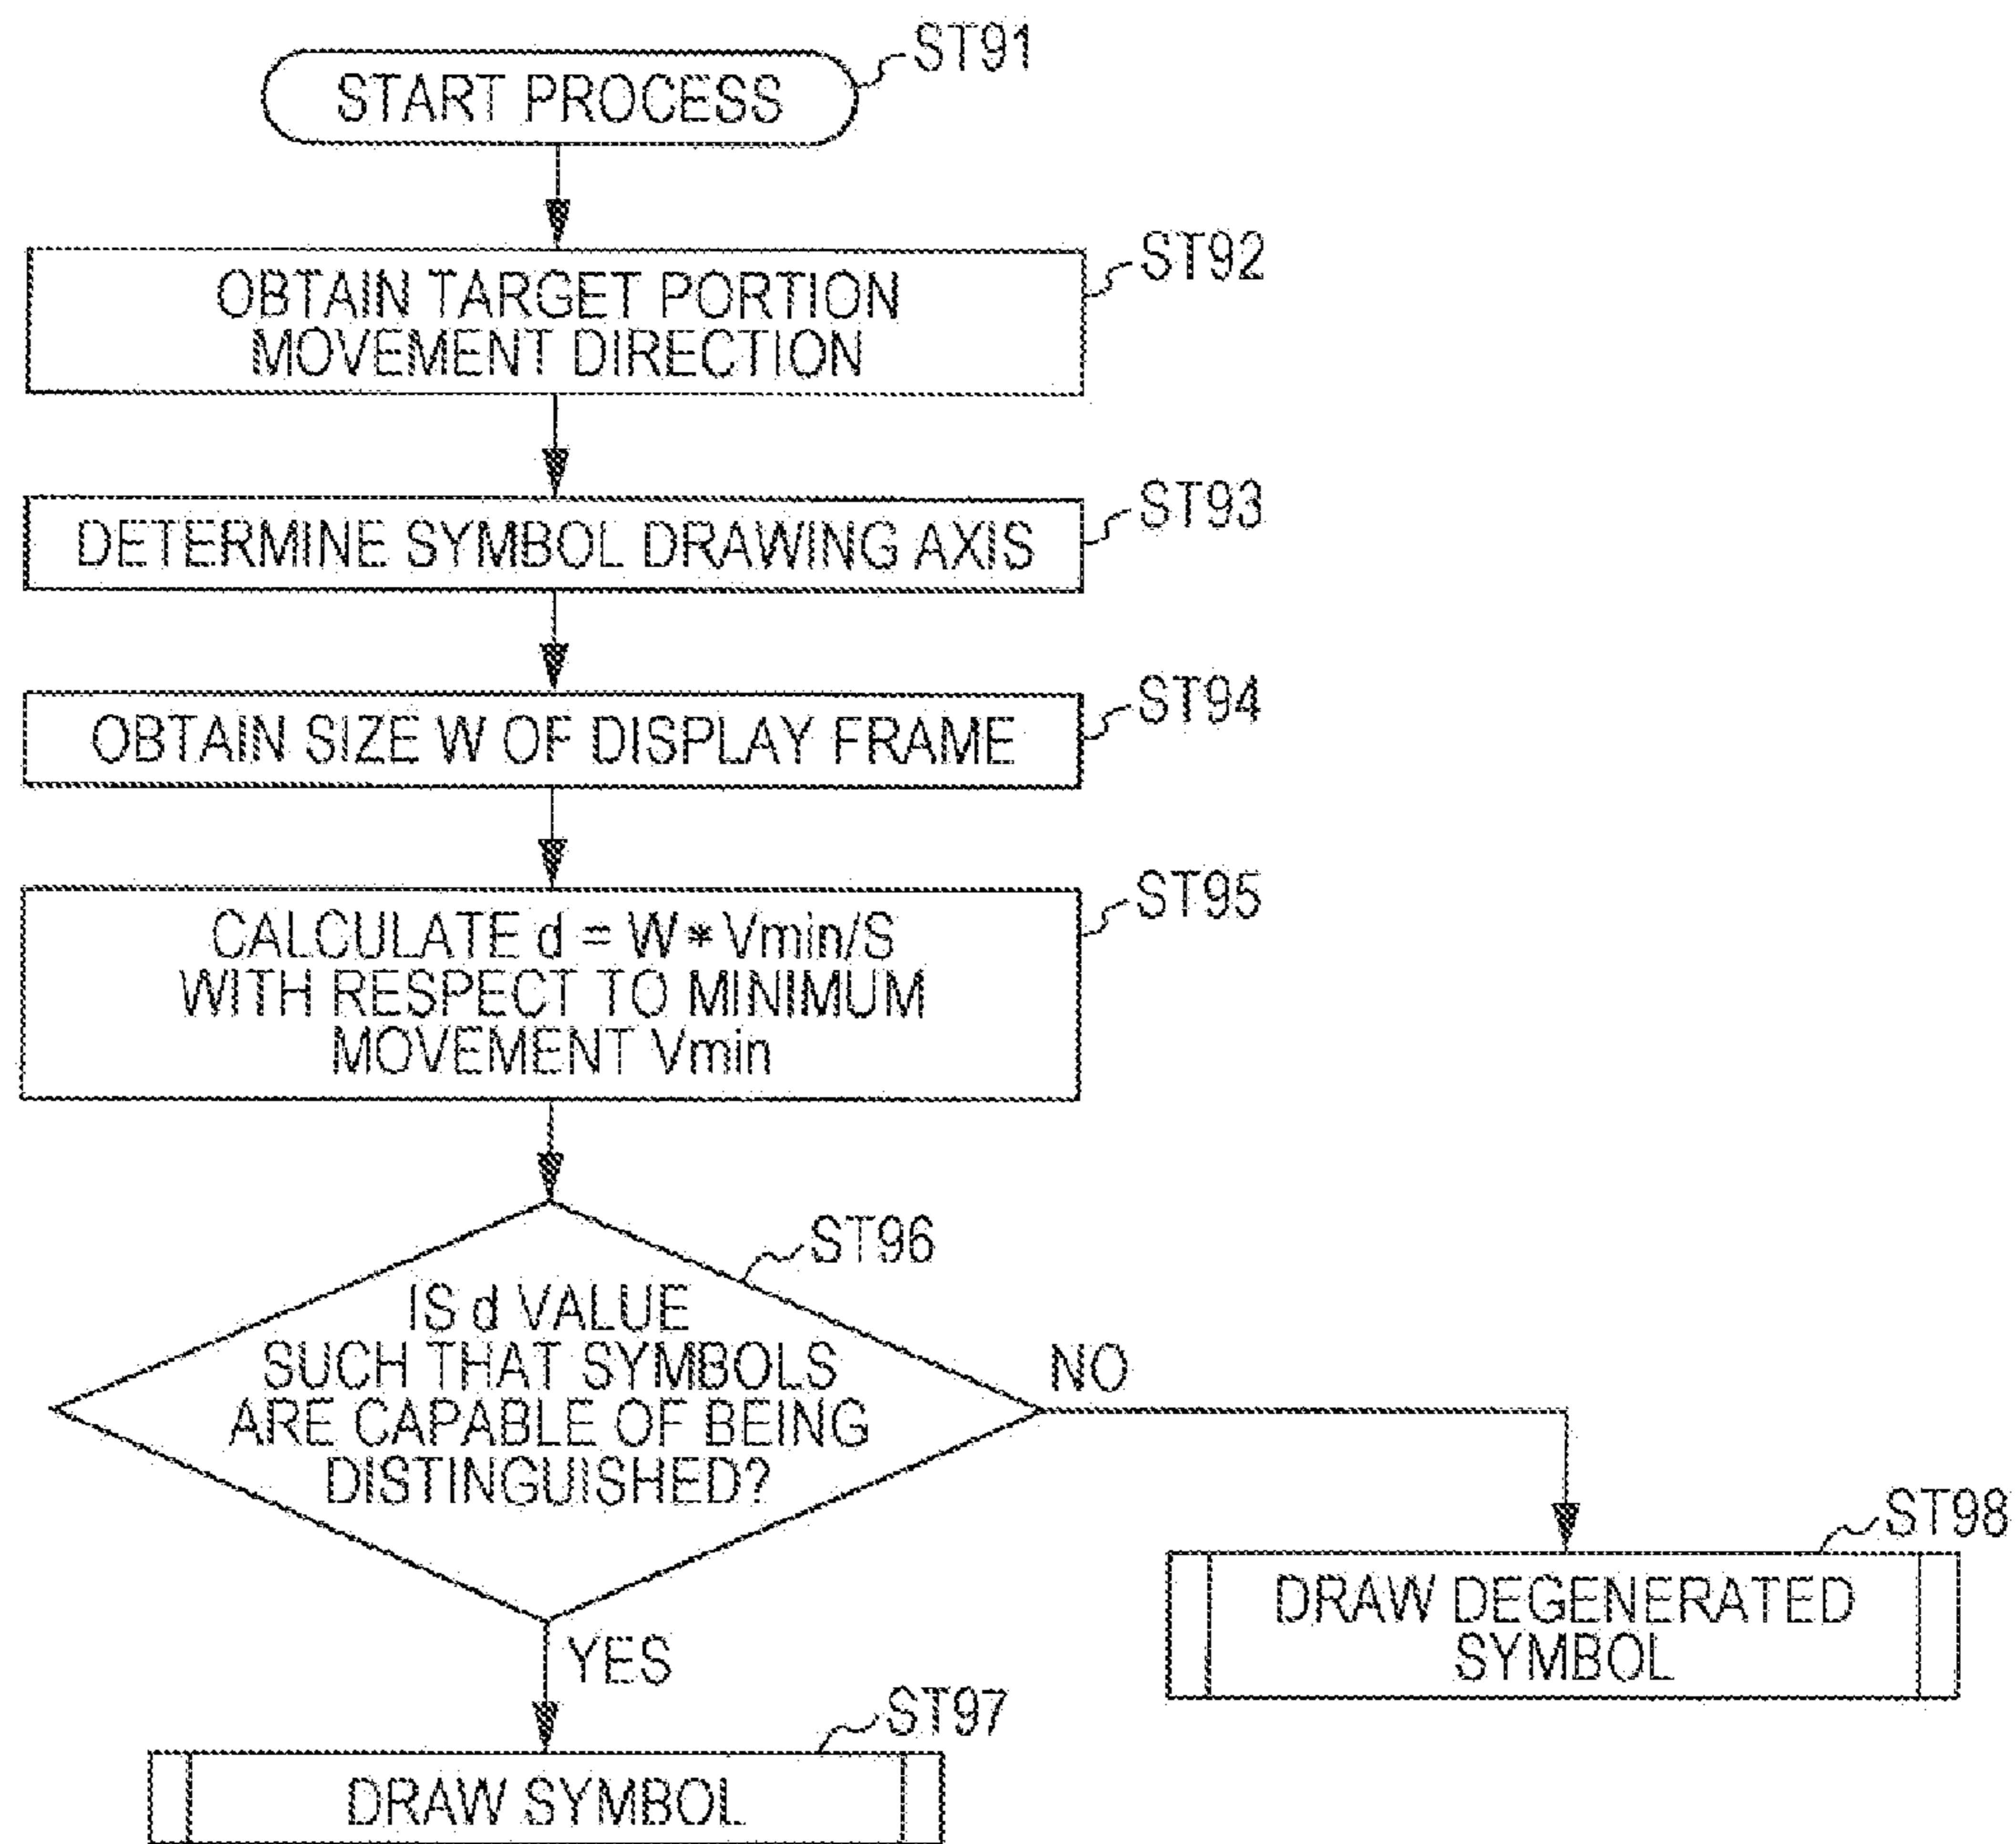 START PROCESS
ST91
OBTAIN TARGET PORTION
MOVEMENT DIRECTION
ST92
DETERMINE SYMBOL DRAWING AXIS
ST93
OBTAIN SIZE W OF DISPLAY FRAME
ST94
CALCULATE d = W * Vmin/S
WITH RESPECT TO MINIMUM
MOVEMENT Vmin
ST95
IS d VALUE
SUCH THAT SYMBOLS
ARE CAPABLE OF BEING
DISTINGUISHED?
ST96
NO
YES
DRAW DEGENERATED
SYMBOL
ST98
DRAW SYMBOL
ST97